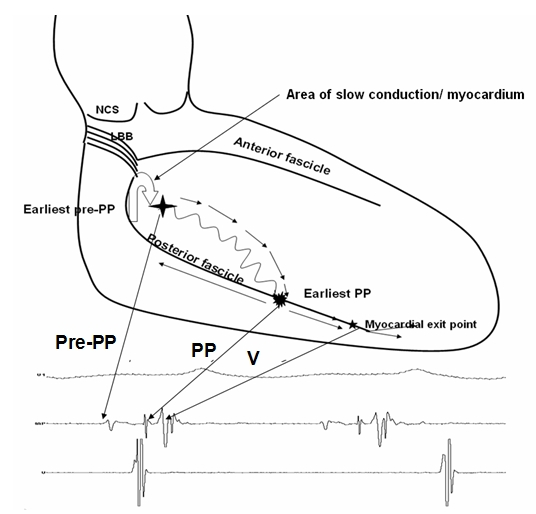 NCS
LBB
Area of slow conduction/ myocardium
Anterior fascicle
Earliest pre-PP
Posterior fascicle
Earliest PP
Myocardial exit point
Pre-PP
PP
V